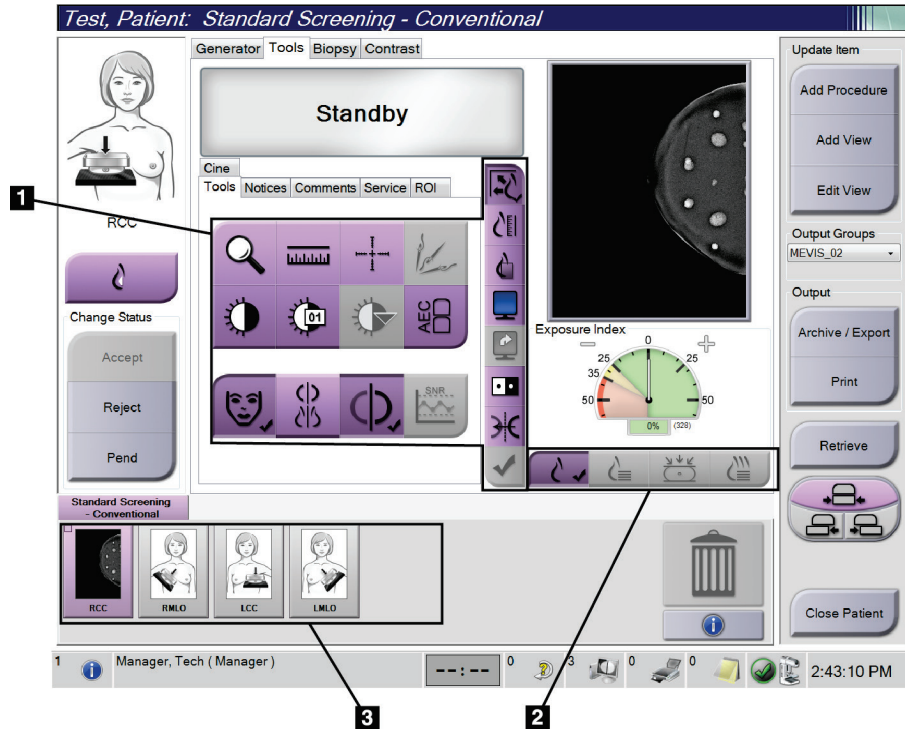 Test, Patient: Standard Screening - Conventional
Generator Tools Biopsy Contrast
Standby
Cine
Tools Notices Comments Service ROI
1
RCC
01
AEC
SNR
Change Status
Accept
Reject
Pend
Exposure Index
0
25 25
35
50 50
0% (328)
Update Item
Add Procedure
Add View
Edit View
Output Groups
MEVIS_02
Output
Archive / Export
Print
Retrieve
Close Patient
Standard Screening
- Conventional
RCC RMLO LCC LMLO
1 Manager, Tech ( Manager ) --:-- 0 3 0 0 2:43:10 PM
3 2